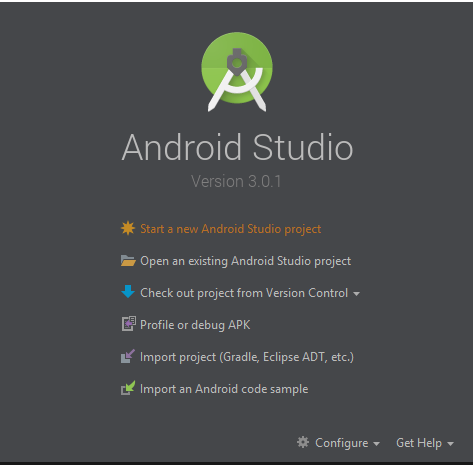 Android Studio
Version 3.0.1
Start a new Android Studio project
Open an existing Android Studio project
Check out project from Version Control
Profile or debug APK
Import project (Gradle, Eclipse ADT, etc.)
Import an Android code sample
Configure Get Help